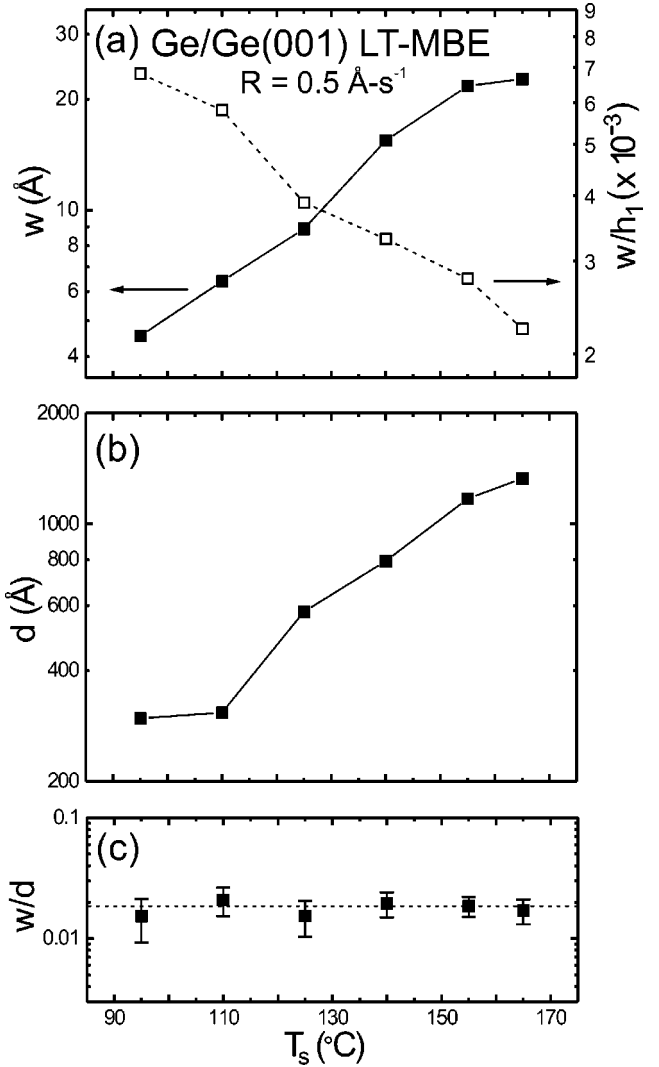 (a) Ge/Ge(001) LT-MBE
R = 0.5 Å-s⁻¹
30
20
10
8
6
4
w (Å)
9
8
7
6
5
4
3
2
w/h₁ (x 10⁻³)
(b)
2000
1000
800
600
400
200
d (Å)
(c)
0.1
0.01
w/d
90 110 130 150 170
Tₛ (°C)